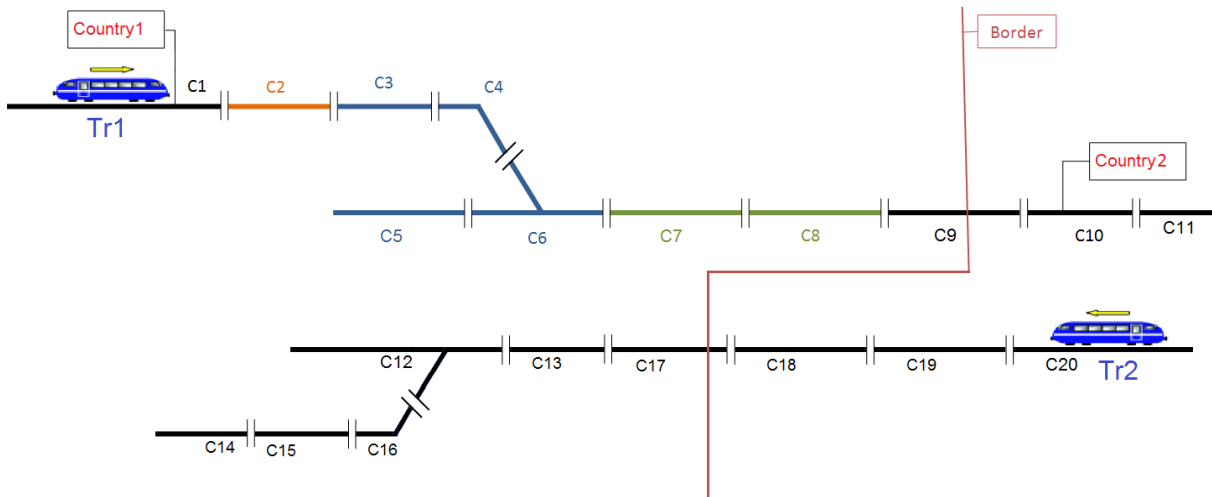 Country1
Border
C1
C2
C3
C4
Tr1
Country2
C5
C6
C7
C8
C9
C10
C11
C12
C13
C17
C18
C19
C20
Tr2
C14
C15
C16